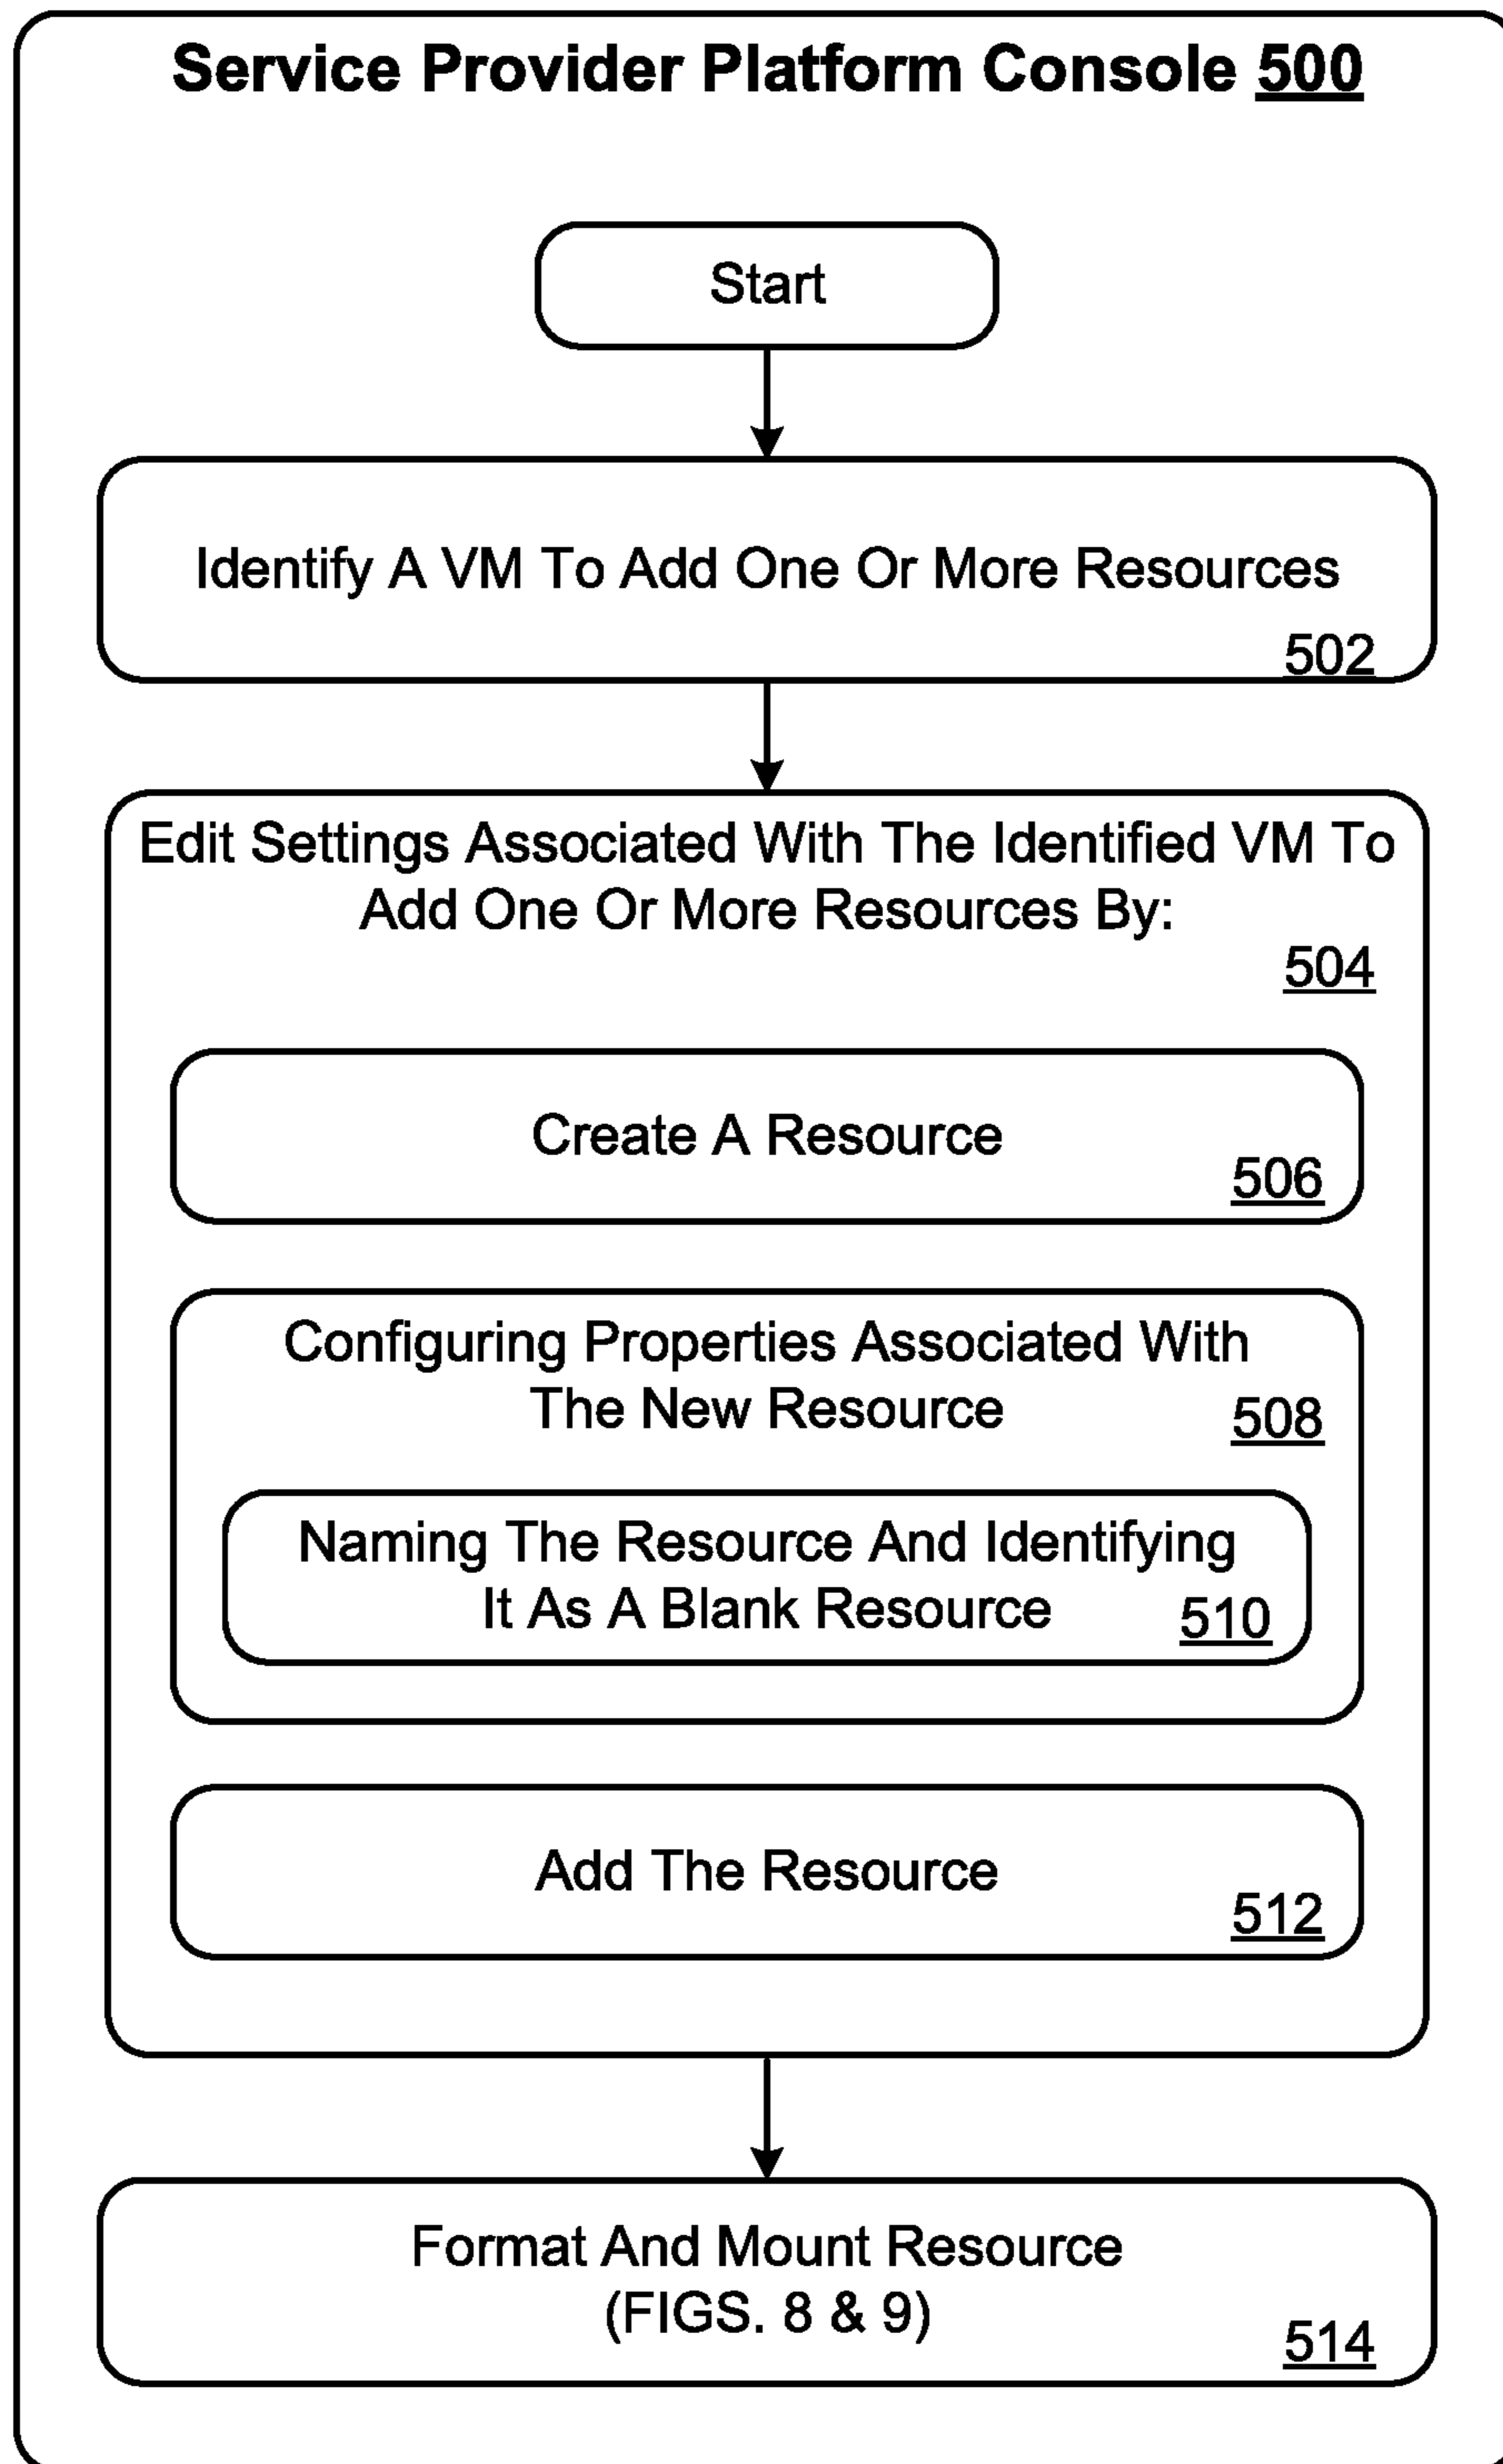 Service Provider Platform Console 500
Start
Identify A VM To Add One Or More Resources
502
Edit Settings Associated With The Identified VM To
Add One Or More Resources By:
504
Create A Resource
506
Configuring Properties Associated With
The New Resource
508
Naming The Resource And Identifying
It As A Blank Resource
510
Add The Resource
512
Format And Mount Resource
(FIGS. 8 & 9)
514